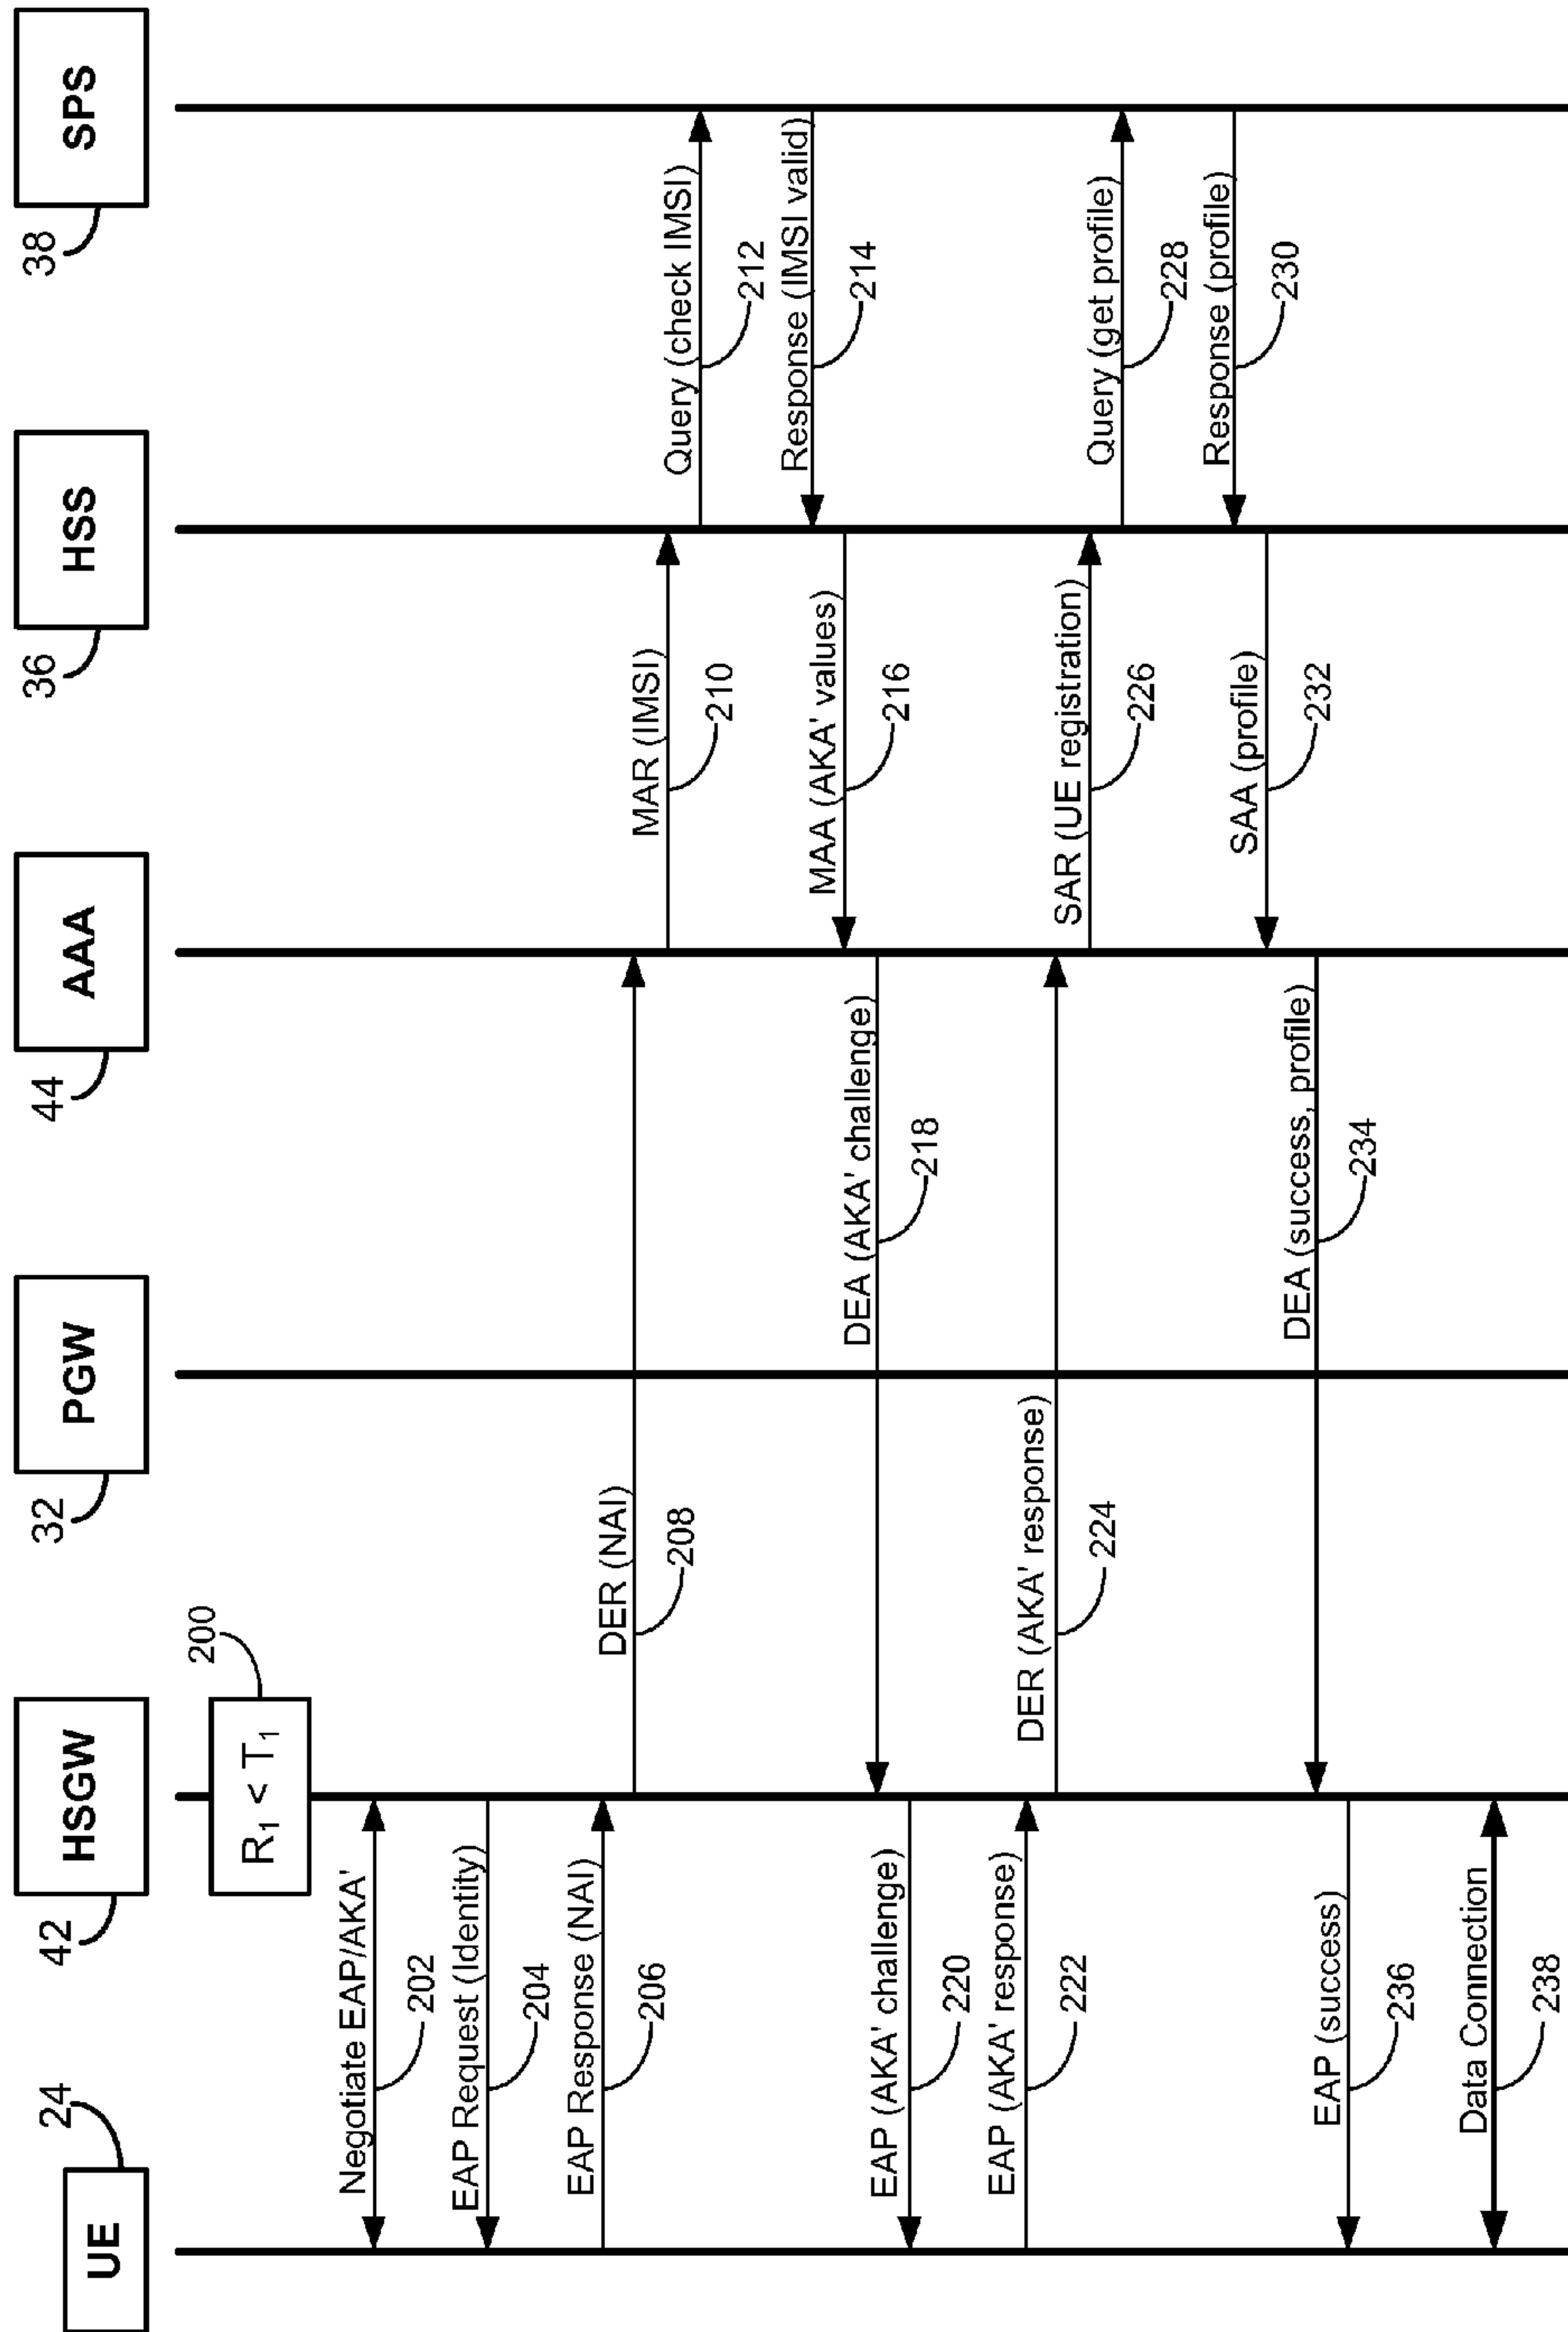 UE
24
HSGW
42
PGW
32
AAA
44
HSS
36
SPS
38
R₁ < T₁
200
Negotiate EAP/AKA'
202
EAP Request (Identity)
204
EAP Response (NAI)
206
DER (NAI)
208
MAR (IMSI)
210
Query (check IMSI)
212
Response (IMSI valid)
214
MAA (AKA' values)
216
DEA (AKA' challenge)
218
EAP (AKA' challenge)
220
EAP (AKA' response)
222
DER (AKA' response)
224
SAR (UE registration)
226
Query (get profile)
228
Response (profile)
230
SAA (profile)
232
DEA (success, profile)
234
EAP (success)
236
Data Connection
238